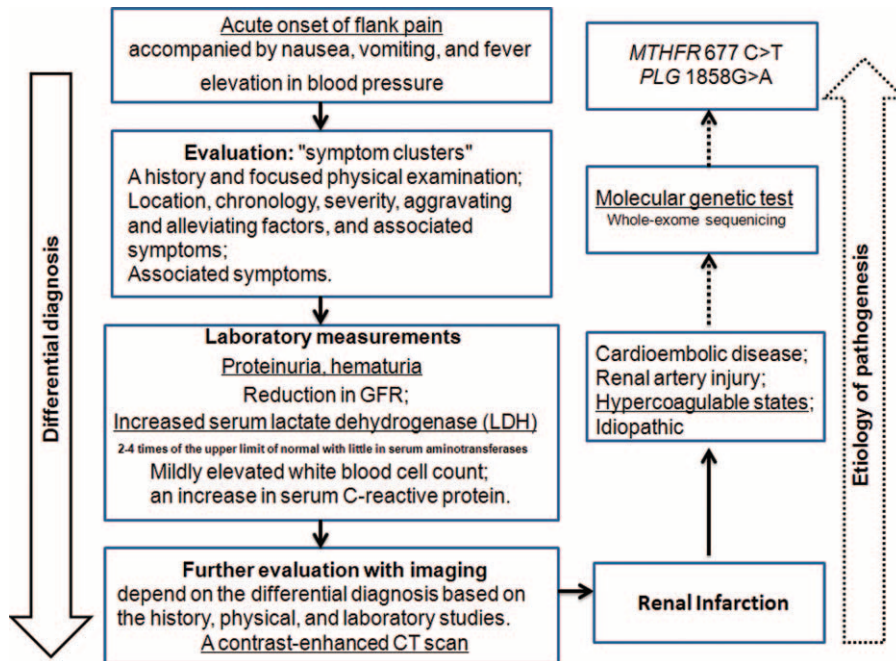 Differential diagnosis
Acute onset of flank pain
accompanied by nausea, vomiting, and fever
elevation in blood pressure
Evaluation: "symptom clusters"
A history and focused physical examination;
Location, chronology, severity, aggravating
and alleviating factors, and associated
symptoms;
Associated symptoms.
Laboratory measurements
Proteinuria, hematuria
Reduction in GFR;
Increased serum lactate dehydrogenase (LDH)
2-4 times of the upper limit of normal with little in serum aminotransferases
Mildly elevated white blood cell count;
an increase in serum C-reactive protein.
Further evaluation with imaging
depend on the differential diagnosis based on
the history, physical, and laboratory studies.
A contrast-enhanced CT scan
Renal Infarction
Cardioembolic disease;
Renal artery injury;
Hypercoagulable states;
Idiopathic
Molecular genetic test
Whole-exome sequenicing
MTHFR 677 C>T
PLG 1858G>A
Etiology of pathogenesis